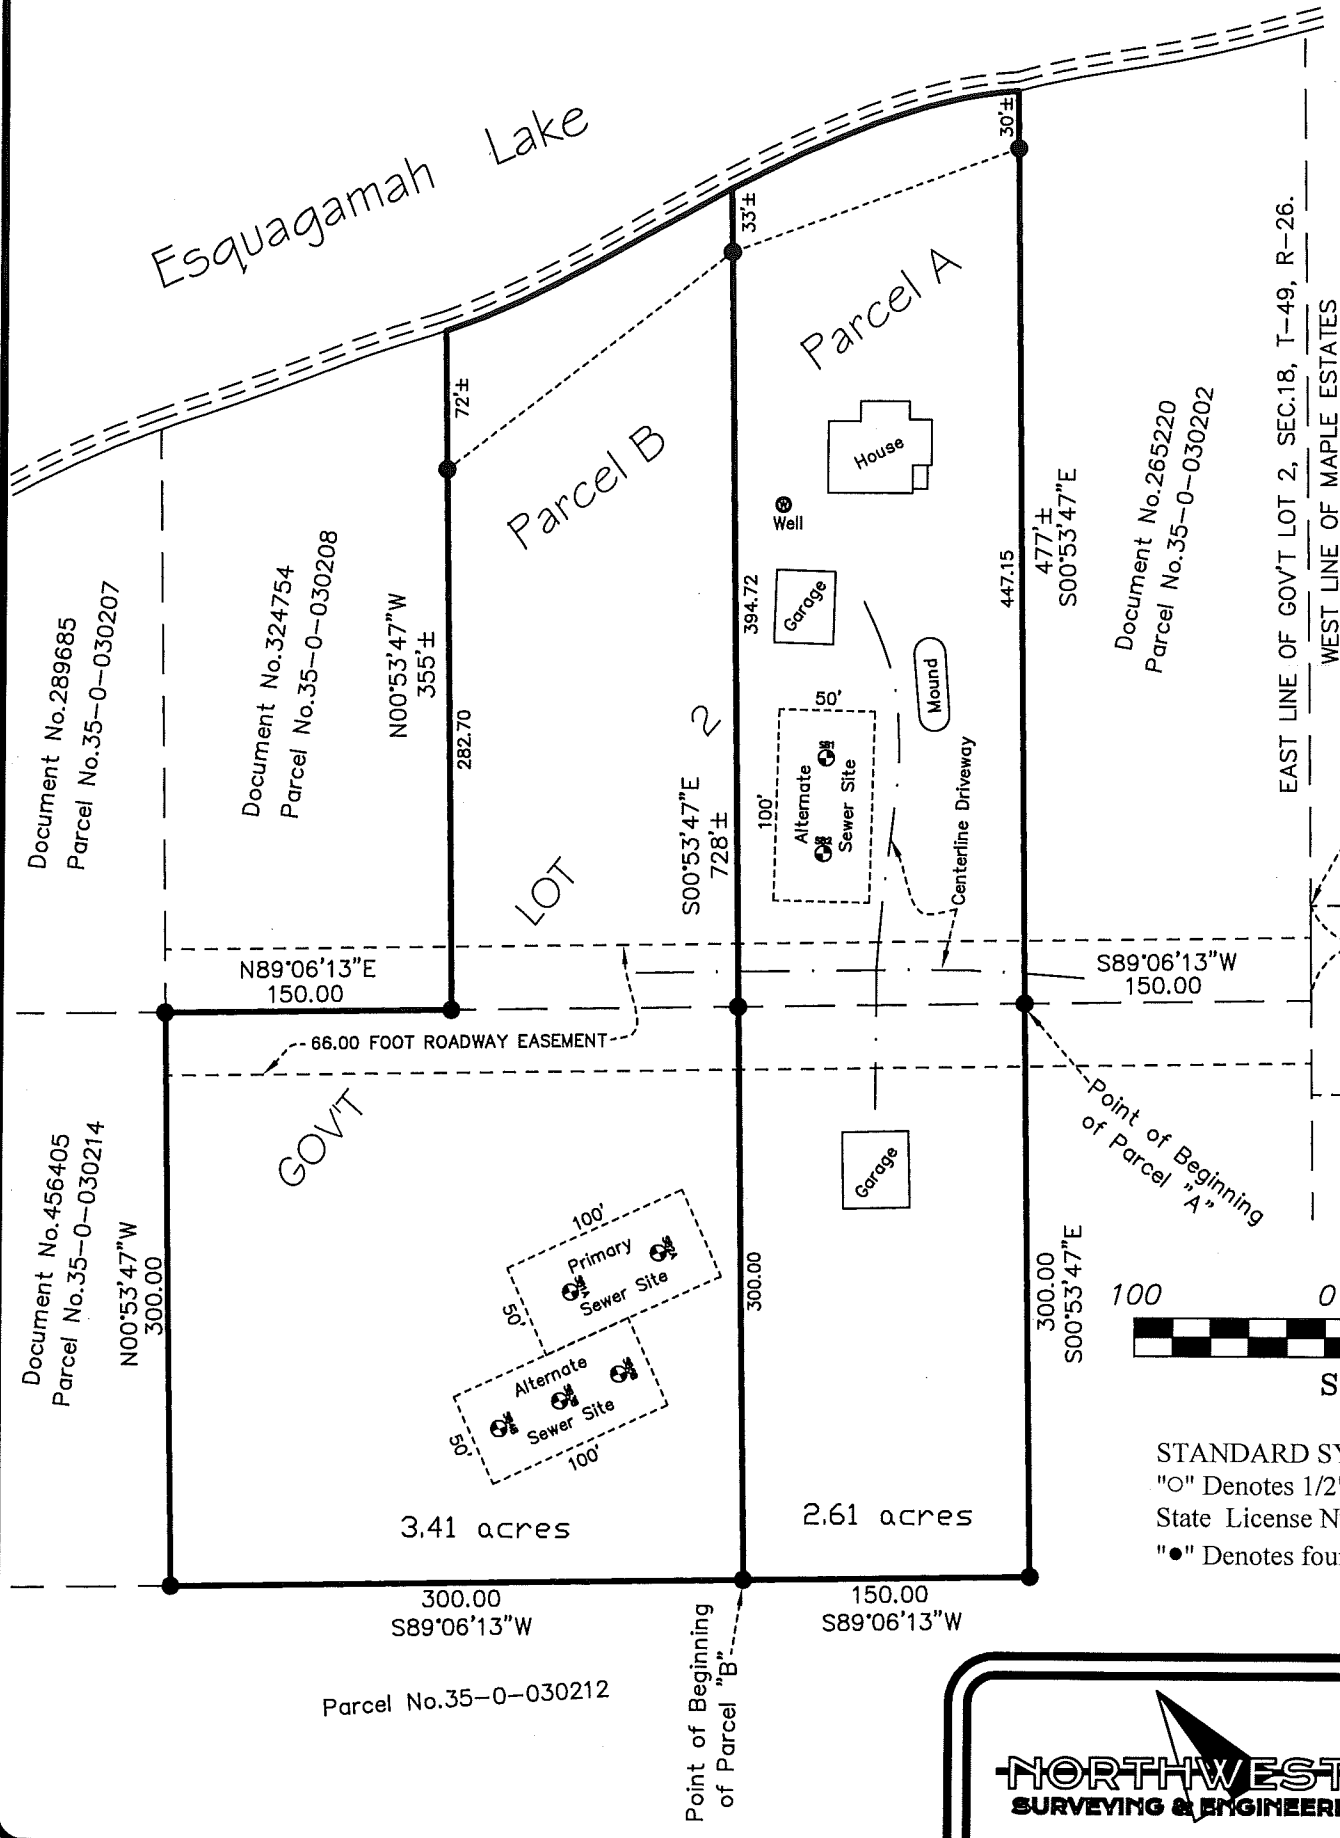 Esquagamah Lake
30'±
33'±
72'±
Parcel A
Parcel B
House
Well
Garage
Mound
50'
100'
Alternate
Sewer Site
Centerline Driveway
394.72
S00°53'47"E
728'±
447.15
477'±
S00°53'47"E
Document No.265220
Parcel No.35-0-030202
EAST LINE OF GOV'T LOT 2, SEC.18, T-49, R-26.
WEST LINE OF MAPLE ESTATES
Document No.289685
Parcel No.35-0-030207
Document No.324754
Parcel No.35-0-030208
N00°53'47"W
355'±
282.70
GOV'T LOT 2
N89°06'13"E
150.00
S89°06'13"W
150.00
66.00 FOOT ROADWAY EASEMENT
Document No.456405
Parcel No.35-0-030214
N00°53'47"W
300.00
Point of Beginning
of Parcel "A"
Garage
100'
Primary
Sewer Site
50'
Alternate
Sewer Site
50'
100'
300.00
300.00
S00°53'47"E
100 0
S
STANDARD SY
"○" Denotes 1/2"
State License N
"●" Denotes fou
3.41 acres
2.61 acres
300.00
S89°06'13"W
150.00
S89°06'13"W
Point of Beginning
of Parcel "B"
Parcel No.35-0-030212
NORTHWEST
SURVEYING & ENGINEERI